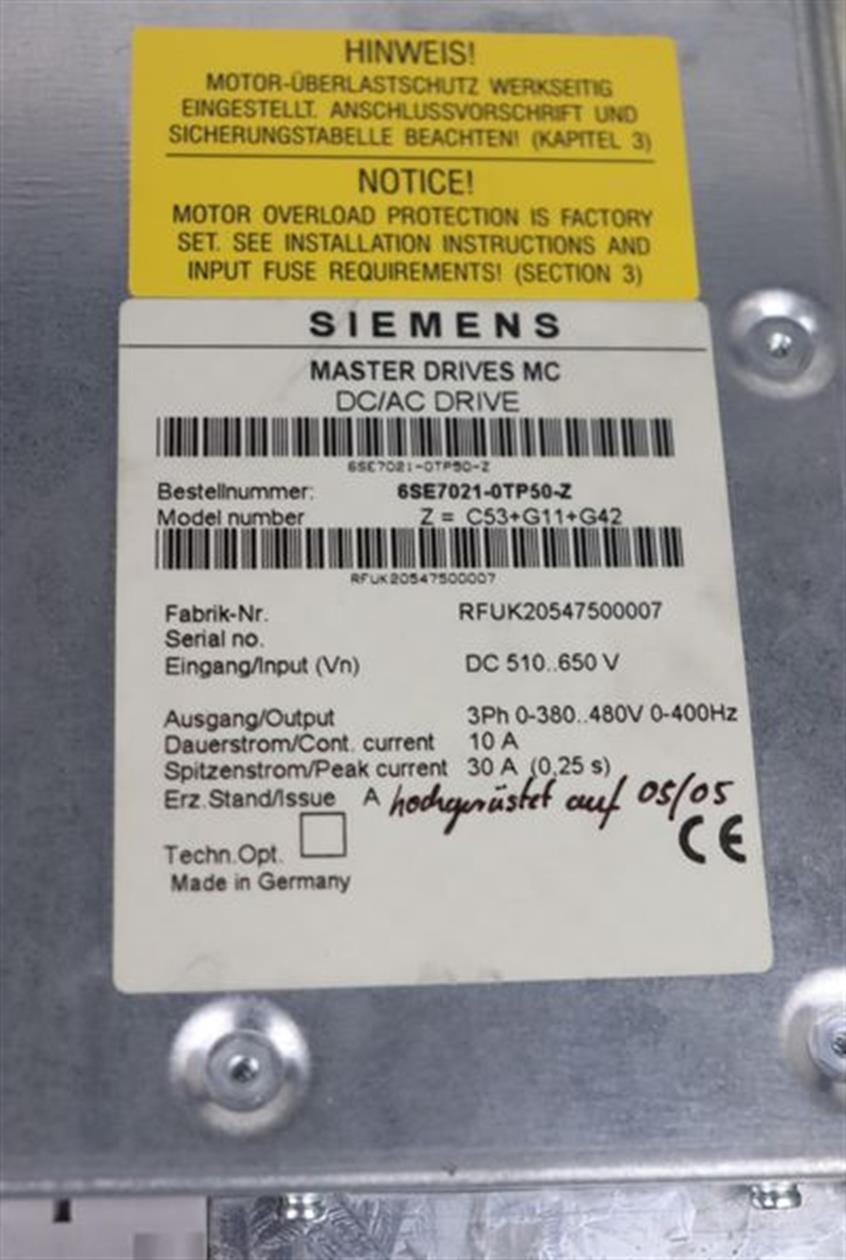 HINWEIS!
MOTOR-ÜBERLASTSCHUTZ WERKSEITIG
EINGESTELLT. ANSCHLUSSVORSCHRIFT UND
SICHERUNGSTABELLE BEACHTEN! (KAPITEL 3)
NOTICE!
MOTOR OVERLOAD PROTECTION IS FACTORY
SET. SEE INSTALLATION INSTRUCTIONS AND
INPUT FUSE REQUIREMENTS! (SECTION 3)
SIEMENS
MASTER DRIVES MC
DC/AC DRIVE
6SE7021-0TP50-Z
Bestellnummer: 6SE7021-0TP50-Z
Model number Z = C53+G11+G42
RFUK20547500007
Fabrik-Nr. RFUK20547500007
Serial no.
Eingang/Input (Vn) DC 510..650 V
Ausgang/Output 3Ph 0-380..480V 0-400Hz
Dauerstrom/Cont. current 10 A
Spitzenstrom/Peak current 30 A (0,25 s)
Erz.Stand/Issue A hochgerüstet auf 05/05
CE
Techn.Opt.
Made in Germany